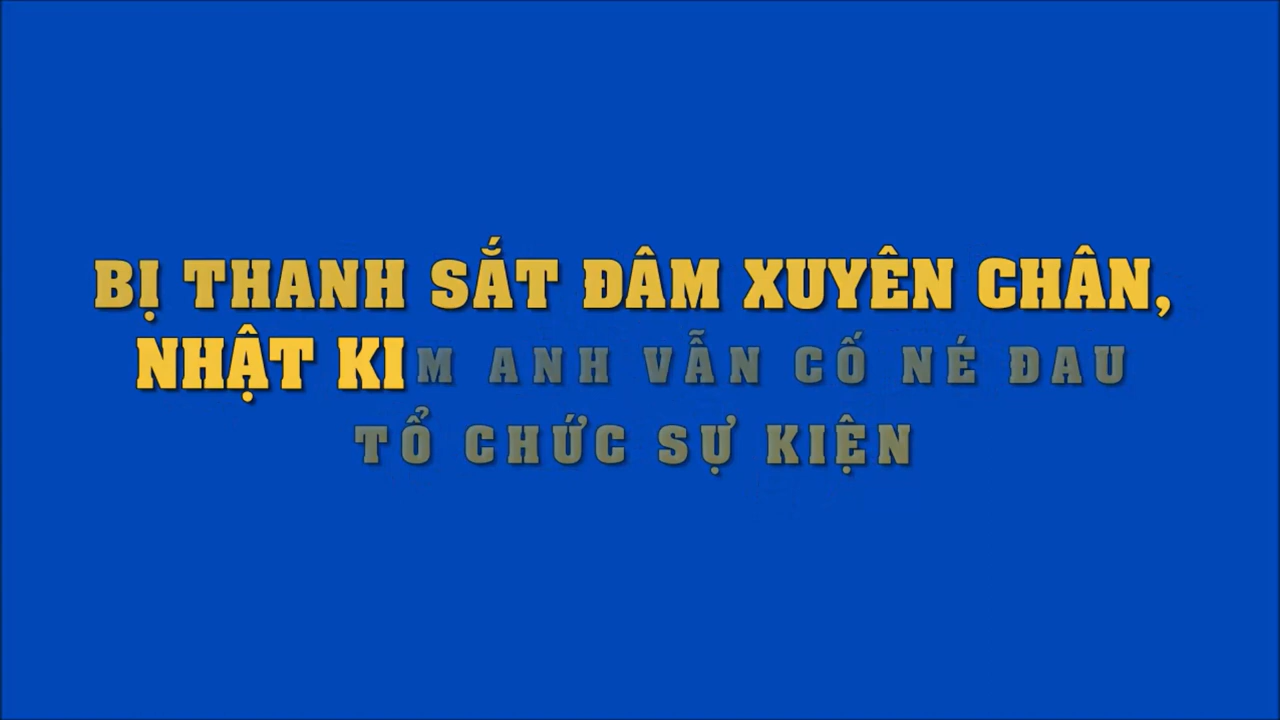 BỊ THANH SẮT ĐÂM XUYÊN CHÂN,
NHẬT KIM ANH VẪN CỐ NÉ ĐAU
TỔ CHỨC SỰ KIỆN